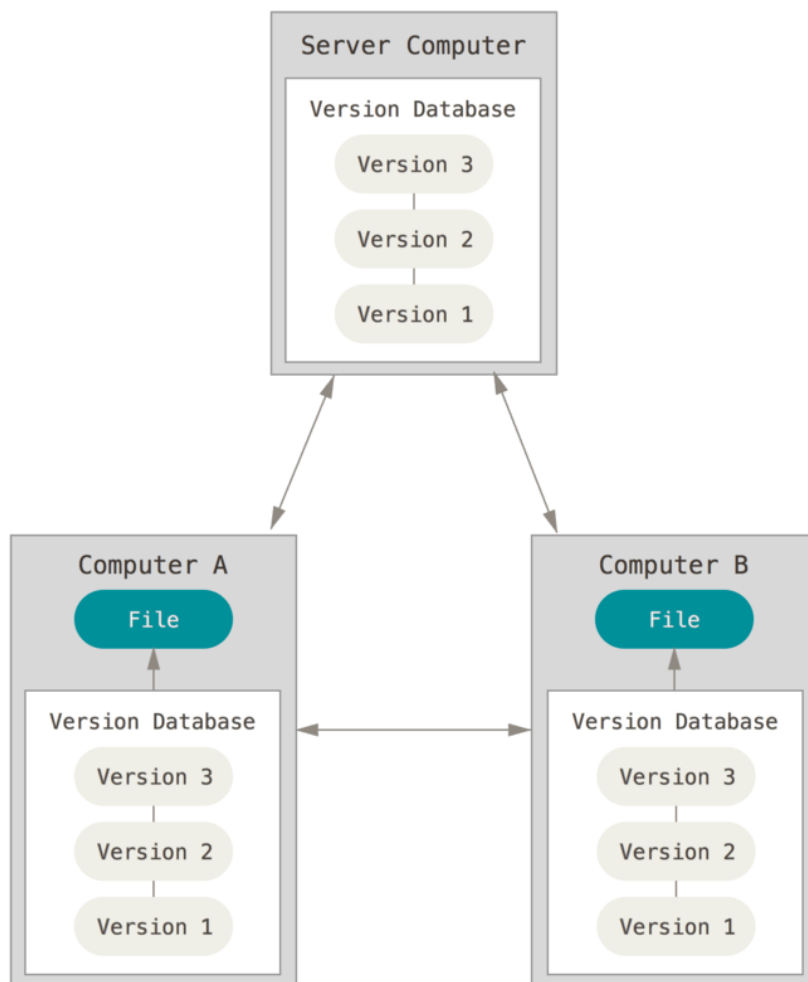 Server Computer
Version Database
Version 3
Version 2
Version 1
Computer A
File
Version Database
Version 3
Version 2
Version 1
Computer B
File
Version Database
Version 3
Version 2
Version 1